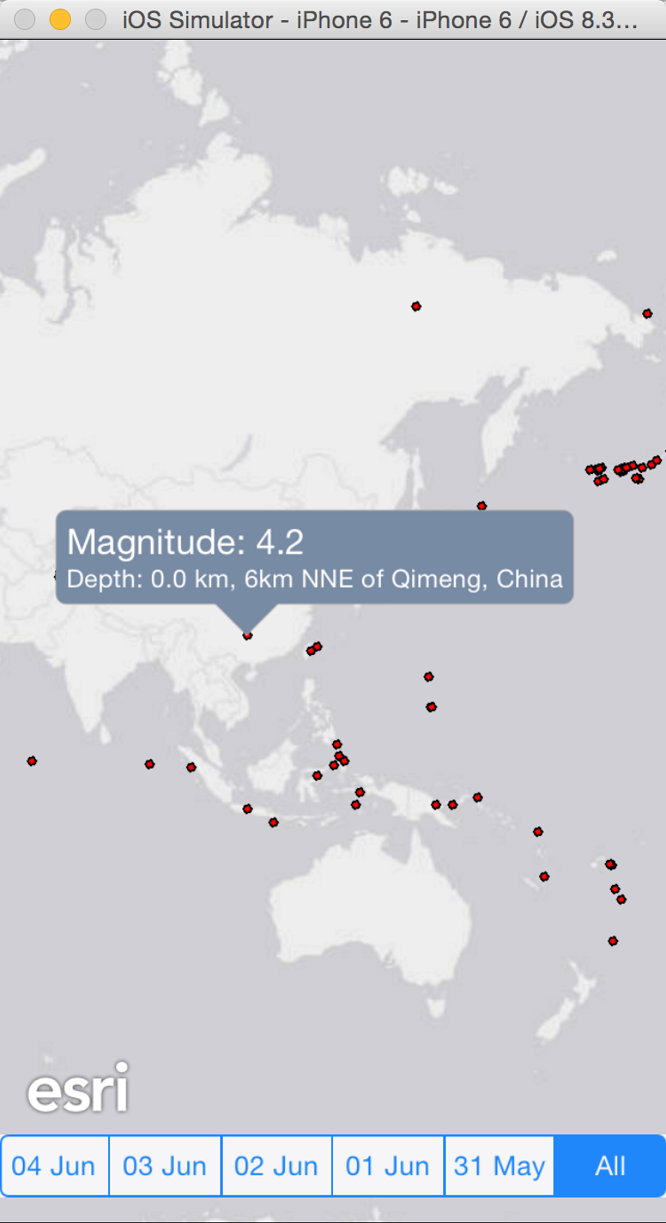 iOS Simulator - iPhone 6 - iPhone 6 / iOS 8.3...
Magnitude: 4.2
Depth: 0.0 km, 6km NNE of Qimeng, China
esri
04 Jun 03 Jun 02 Jun 01 Jun 31 May All